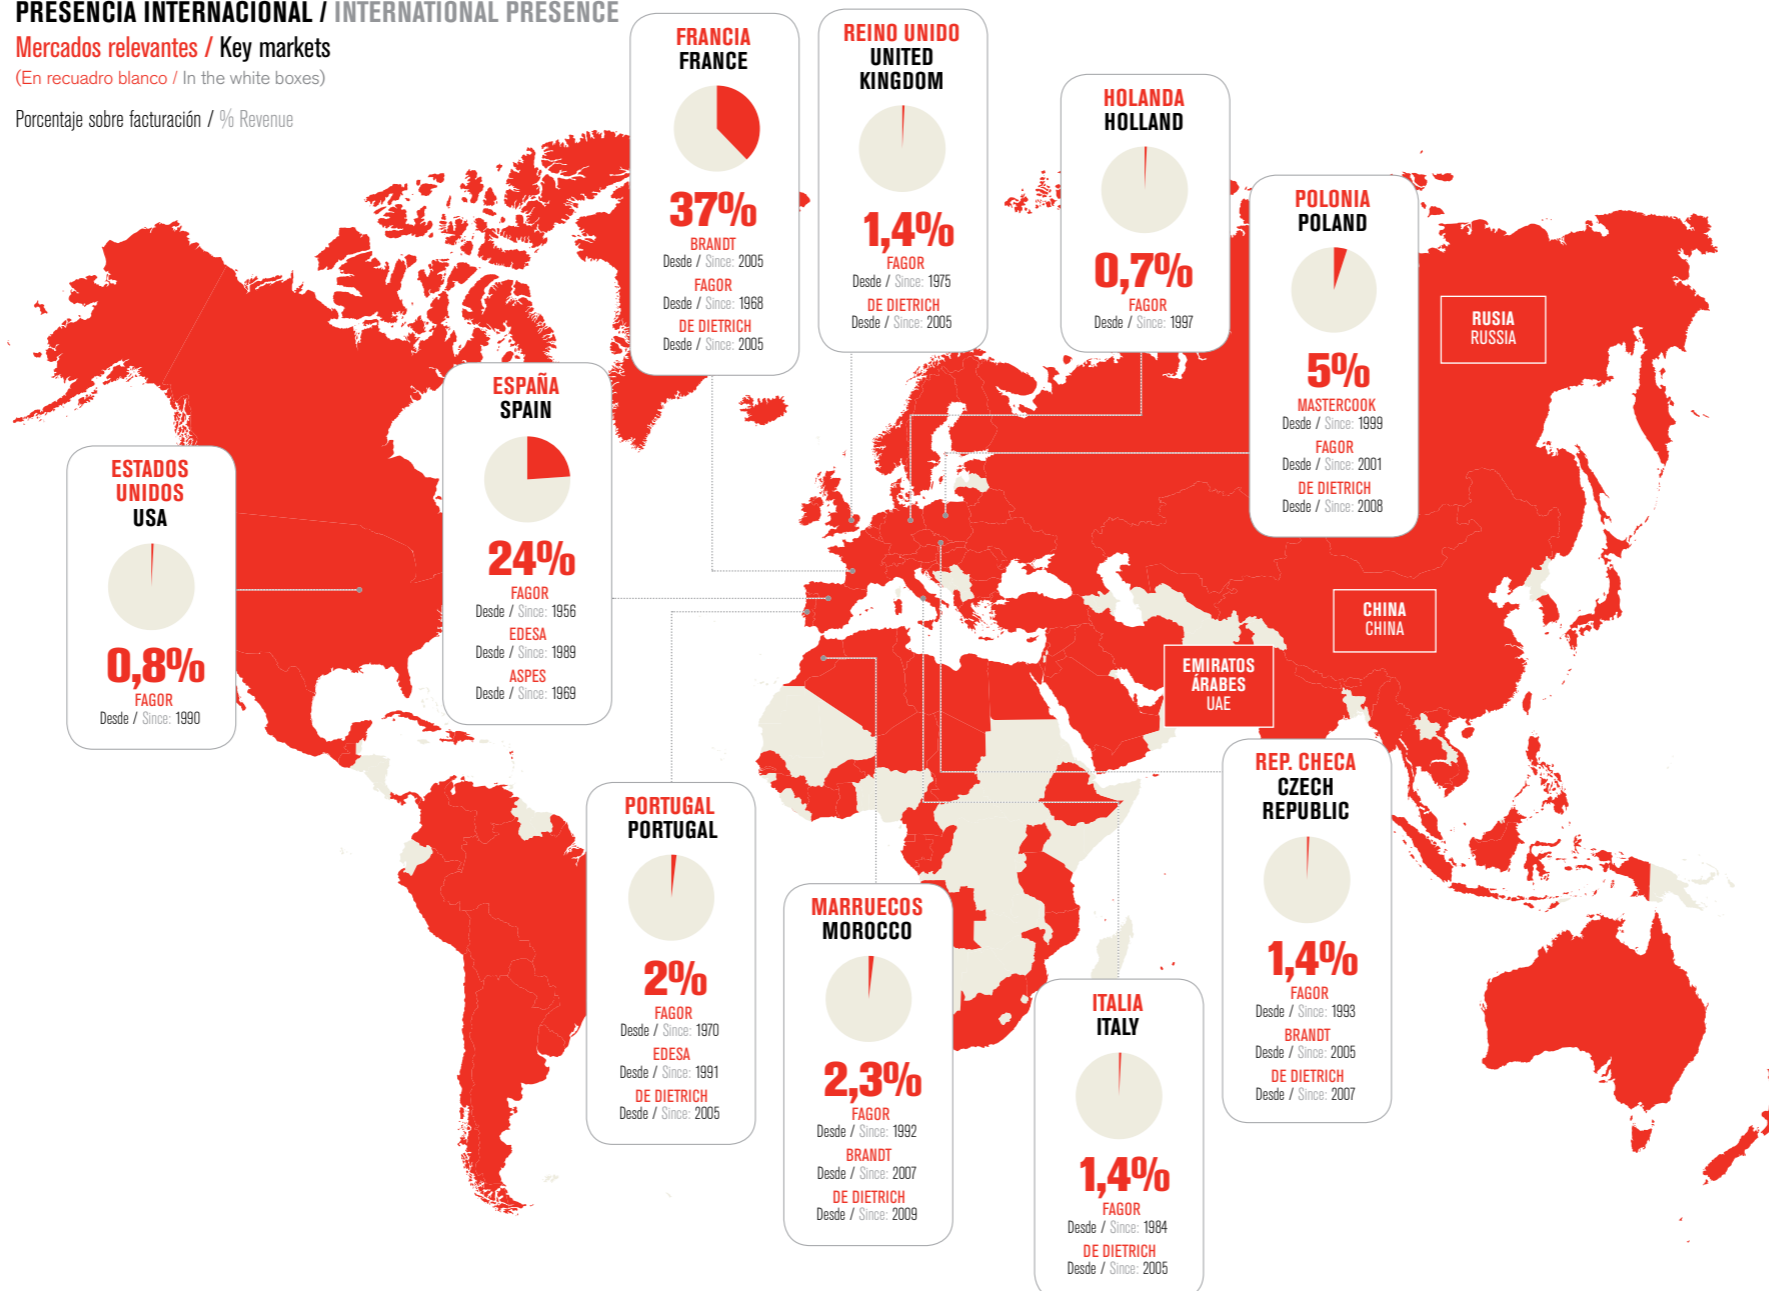 PRESENCIA INTERNACIONAL / INTERNATIONAL PRESENCE
Mercados relevantes / Key markets
(En recuadro blanco / In the white boxes)
Porcentaje sobre facturación / % Revenue
FRANCIA
FRANCE
37%
BRANDT
Desde / Since: 2005
FAGOR
Desde / Since: 1968
DE DIETRICH
Desde / Since: 2005
REINO UNIDO
UNITED
KINGDOM
1,4%
FAGOR
Desde / Since: 1975
DE DIETRICH
Desde / Since: 2005
HOLANDA
HOLLAND
0,7%
FAGOR
Desde / Since: 1997
POLONIA
POLAND
5%
MASTERCOOK
Desde / Since: 1999
FAGOR
Desde / Since: 2001
DE DIETRICH
Desde / Since: 2008
RUSIA
RUSSIA
ESPAÑA
SPAIN
24%
FAGOR
Desde / Since: 1956
EDESA
Desde / Since: 1989
ASPES
Desde / Since: 1969
ESTADOS
UNIDOS
USA
0,8%
FAGOR
Desde / Since: 1990
CHINA
CHINA
EMIRATOS
ÁRABES
UAE
PORTUGAL
PORTUGAL
2%
FAGOR
Desde / Since: 1970
EDESA
Desde / Since: 1991
DE DIETRICH
Desde / Since: 2005
MARRUECOS
MOROCCO
2,3%
FAGOR
Desde / Since: 1992
BRANDT
Desde / Since: 2007
DE DIETRICH
Desde / Since: 2009
ITALIA
ITALY
1,4%
FAGOR
Desde / Since: 1984
DE DIETRICH
Desde / Since: 2005
REP. CHECA
CZECH
REPUBLIC
1,4%
FAGOR
Desde / Since: 1993
BRANDT
Desde / Since: 2005
DE DIETRICH
Desde / Since: 2007